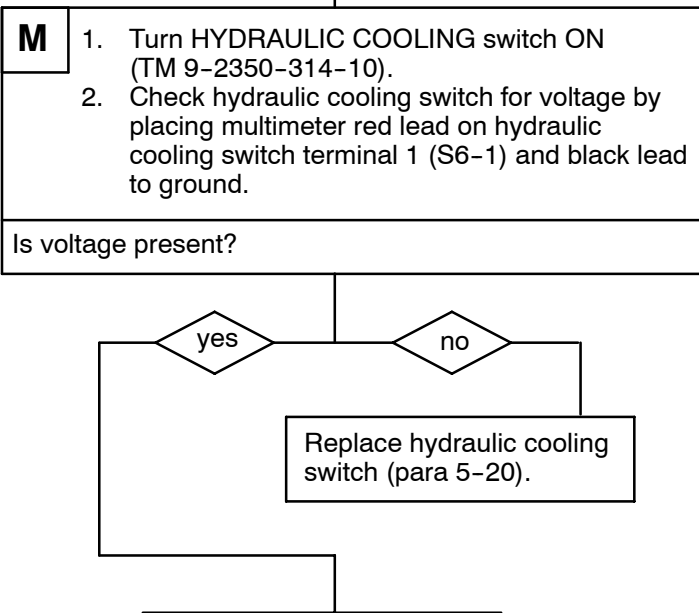 M 1. Turn HYDRAULIC COOLING switch ON
(TM 9-2350-314-10).
2. Check hydraulic cooling switch for voltage by
placing multimeter red lead on hydraulic
cooling switch terminal 1 (S6-1) and black lead
to ground.
Is voltage present?
yes no
Replace hydraulic cooling
switch (para 5-20).